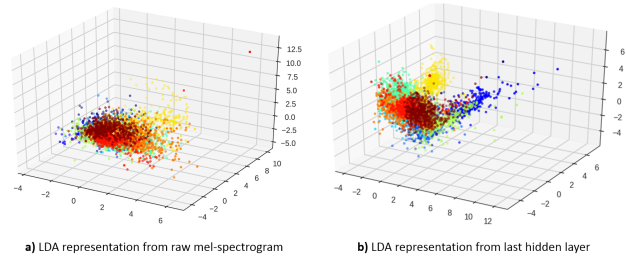 12.5
10.0
7.5
5.0
2.5
0.0
−2.5
−5.0
−4 −2 0 2 4 6
−4 −2 0 2 4 6 8 10
6
4
2
0
−2
−4
−4 −2 0 2 4 6 8 10 12
−4 −2 0 2 4 6
a) LDA representation from raw mel-spectrogram
b) LDA representation from last hidden layer